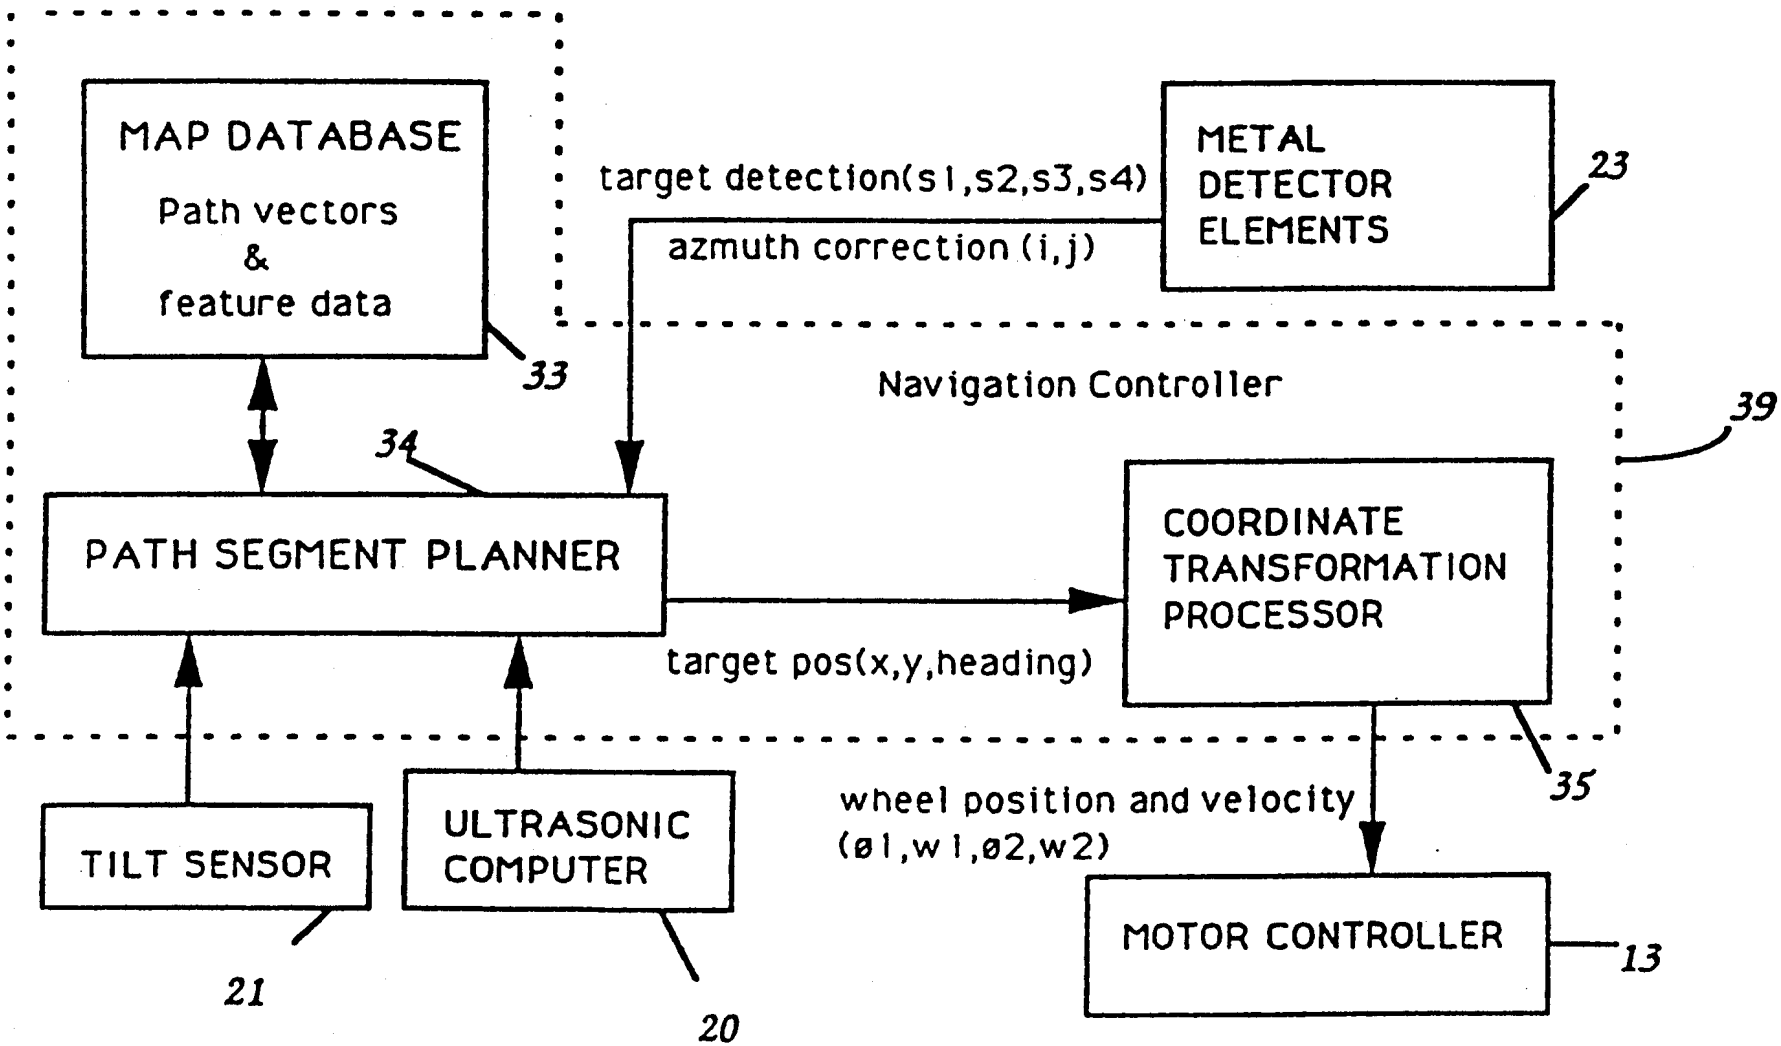 MAP DATABASE
Path vectors
&
feature data
33
target detection(s1,s2,s3,s4)
azmuth correction (i,j)
METAL
DETECTOR
ELEMENTS
23
Navigation Controller
39
34
PATH SEGMENT PLANNER
target pos(x,y,heading)
COORDINATE
TRANSFORMATION
PROCESSOR
35
TILT SENSOR
21
ULTRASONIC
COMPUTER
20
wheel position and velocity
(ø1,w1,ø2,w2)
MOTOR CONTROLLER
13